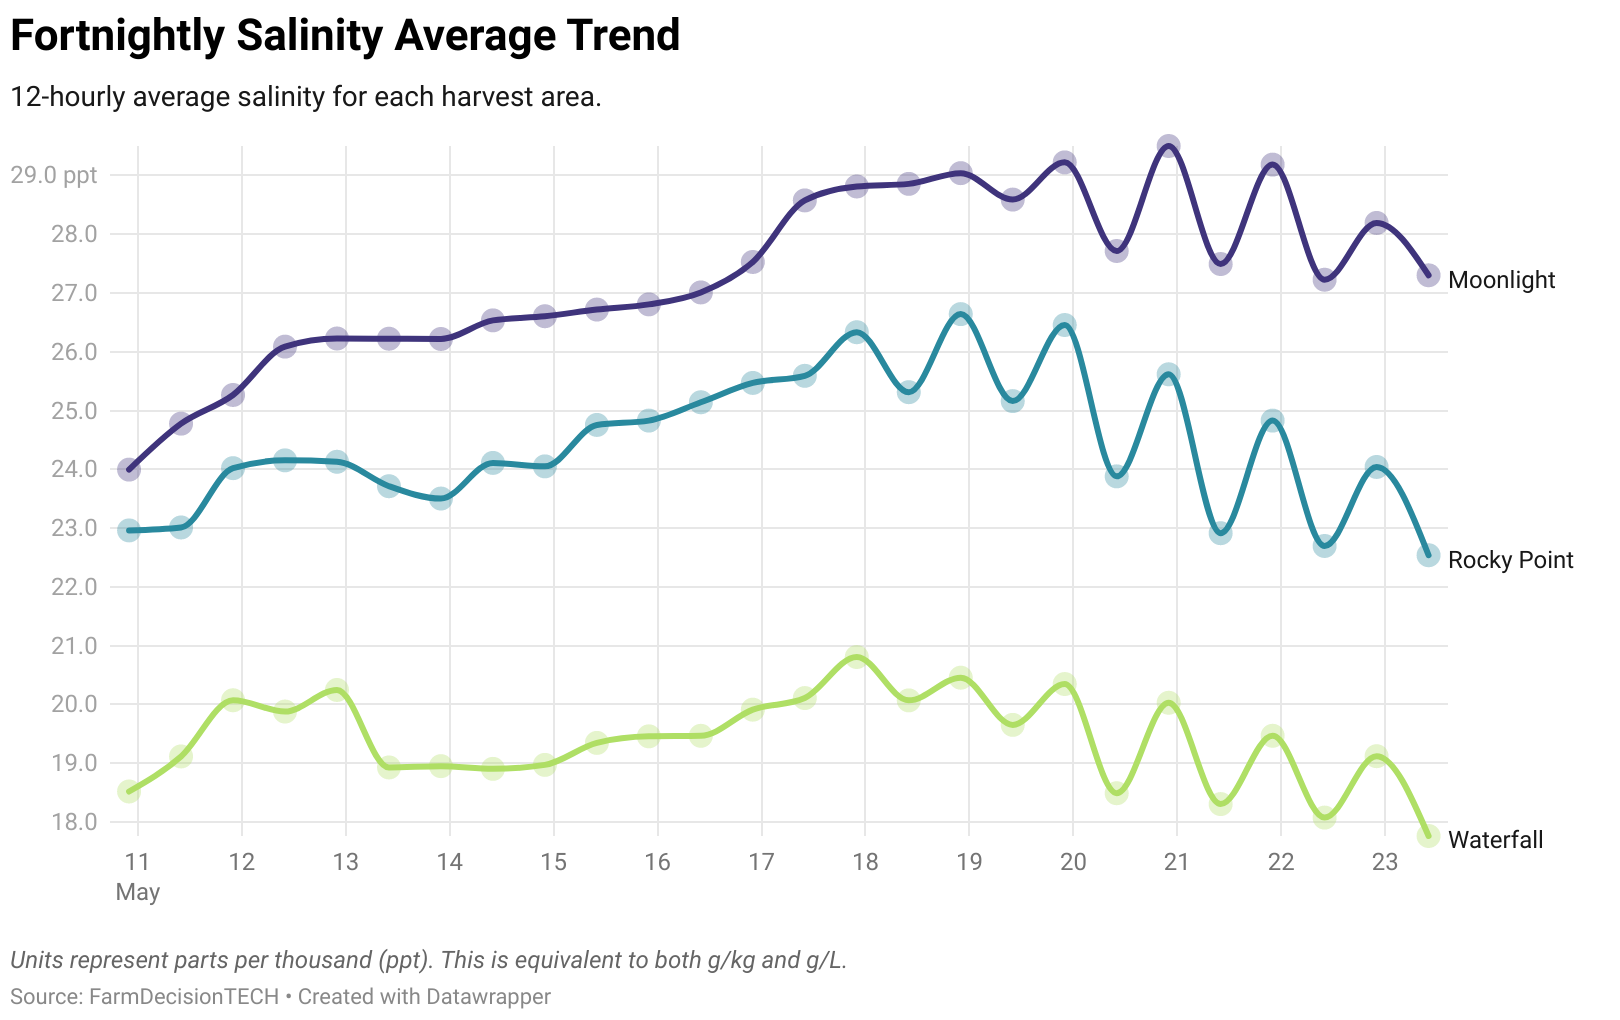 Fortnightly Salinity Average Trend
12-hourly average salinity for each harvest area.
29.0 ppt
28.0
27.0
26.0
25.0
24.0
23.0
22.0
21.0
20.0
19.0
18.0
Moonlight
Rocky Point
Waterfall
11 12 13 14 15 16 17 18 19 20 21 22 23
May
Units represent parts per thousand (ppt). This is equivalent to both g/kg and g/L.
Source: FarmDecisionTECH • Created with Datawrapper